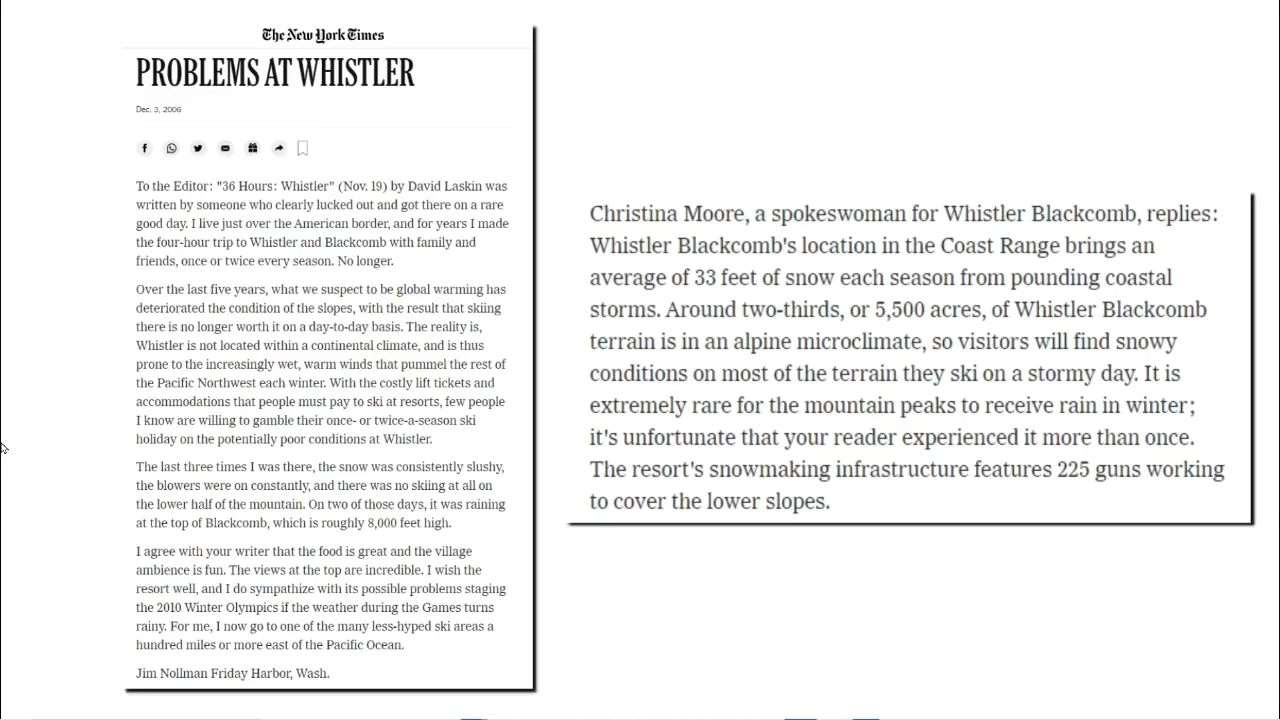 The New York Times
PROBLEMS AT WHISTLER
Dec. 3, 2006
To the Editor: "36 Hours: Whistler" (Nov. 19) by David Laskin was
written by someone who clearly lucked out and got there on a rare
good day. I live just over the American border, and for years I made
the four-hour trip to Whistler and Blackcomb with family and
friends, once or twice every season. No longer.
Over the last five years, what we suspect to be global warming has
deteriorated the condition of the slopes, with the result that skiing
there is no longer worth it on a day-to-day basis. The reality is,
Whistler is not located within a continental climate, and is thus
prone to the increasingly wet, warm winds that pummel the rest of
the Pacific Northwest each winter. With the costly lift tickets and
accommodations that people must pay to ski at resorts, few people
I know are willing to gamble their once- or twice-a-season ski
holiday on the potentially poor conditions at Whistler.
The last three times I was there, the snow was consistently slushy,
the blowers were on constantly, and there was no skiing at all on
the lower half of the mountain. On two of those days, it was raining
at the top of Blackcomb, which is roughly 8,000 feet high.
I agree with your writer that the food is great and the village
ambience is fun. The views at the top are incredible. I wish the
resort well, and I do sympathize with its possible problems staging
the 2010 Winter Olympics if the weather during the Games turns
rainy. For me, I now go to one of the many less-hyped ski areas a
hundred miles or more east of the Pacific Ocean.
Jim Nollman Friday Harbor, Wash.
Christina Moore, a spokeswoman for Whistler Blackcomb, replies:
Whistler Blackcomb's location in the Coast Range brings an
average of 33 feet of snow each season from pounding coastal
storms. Around two-thirds, or 5,500 acres, of Whistler Blackcomb
terrain is in an alpine microclimate, so visitors will find snowy
conditions on most of the terrain they ski on a stormy day. It is
extremely rare for the mountain peaks to receive rain in winter;
it's unfortunate that your reader experienced it more than once.
The resort's snowmaking infrastructure features 225 guns working
to cover the lower slopes.